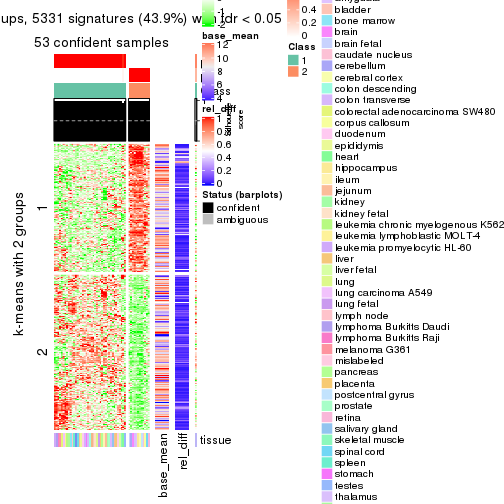 ups, 5331 signatures (43.9%) with fdr < 0.05
53 confident samples
1
2
k-means with 2 groups
base_mean
rel_diff
tissue
-2
base_mean
12
10
8
6
4
rel_diff
1
0.8
0.6
0.4
0.2
0
score
Status (barplots)
confident
ambiguous
0.4
0.2
0
Class
1
2
bladder
bone marrow
brain
brain fetal
caudate nucleus
cerebellum
cerebral cortex
colon descending
colon transverse
colorectal adenocarcinoma SW480
corpus callosum
duodenum
epididymis
heart
hippocampus
ileum
jejunum
kidney
kidney fetal
leukemia chronic myelogenous K562
leukemia lymphoblastic MOLT-4
leukemia promyelocytic HL-60
liver
liver fetal
lung
lung carcinoma A549
lung fetal
lymph node
lymphoma Burkitts Daudi
lymphoma Burkitts Raji
melanoma G361
mislabeled
pancreas
placenta
postcentral gyrus
prostate
retina
salivary gland
skeletal muscle
spinal cord
spleen
stomach
testes
thalamus